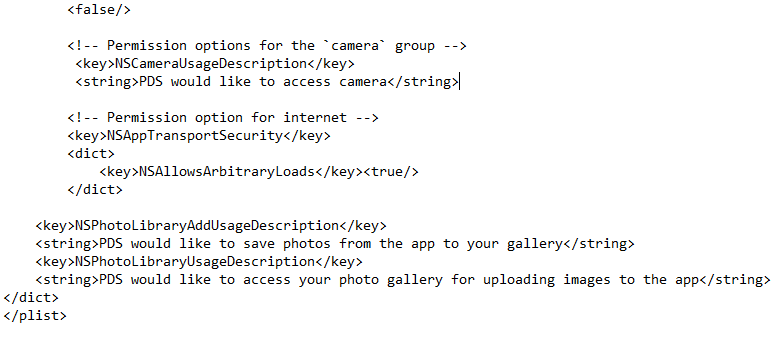 <false/>
<!-- Permission options for the `camera` group -->
<key>NSCameraUsageDescription</key>
<string>PDS would like to access camera</string>
<!-- Permission option for internet -->
<key>NSAppTransportSecurity</key>
<dict>
<key>NSAllowsArbitraryLoads</key><true/>
</dict>
<key>NSPhotoLibraryAddUsageDescription</key>
<string>PDS would like to save photos from the app to your gallery</string>
<key>NSPhotoLibraryUsageDescription</key>
<string>PDS would like to access your photo gallery for uploading images to the app</string>
</dict>
</plist>